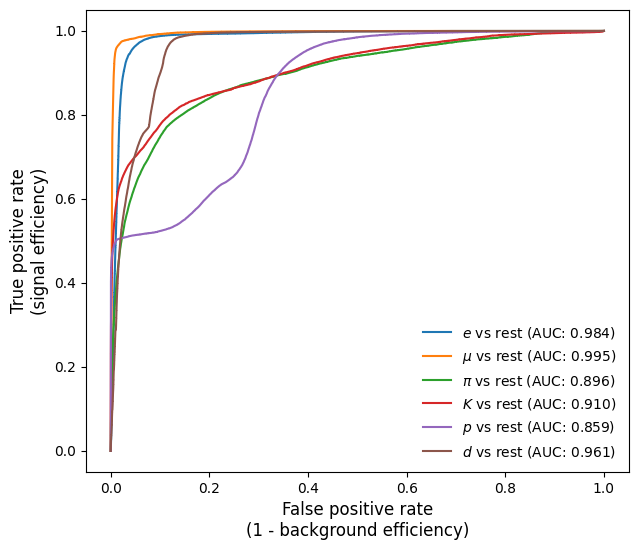 1.0
0.8
0.6
0.4
0.2
0.0
True positive rate
(signal efficiency)
e vs rest (AUC: 0.984)
μ vs rest (AUC: 0.995)
π vs rest (AUC: 0.896)
K vs rest (AUC: 0.910)
p vs rest (AUC: 0.859)
d vs rest (AUC: 0.961)
0.0 0.2 0.4 0.6 0.8 1.0
False positive rate
(1 - background efficiency)